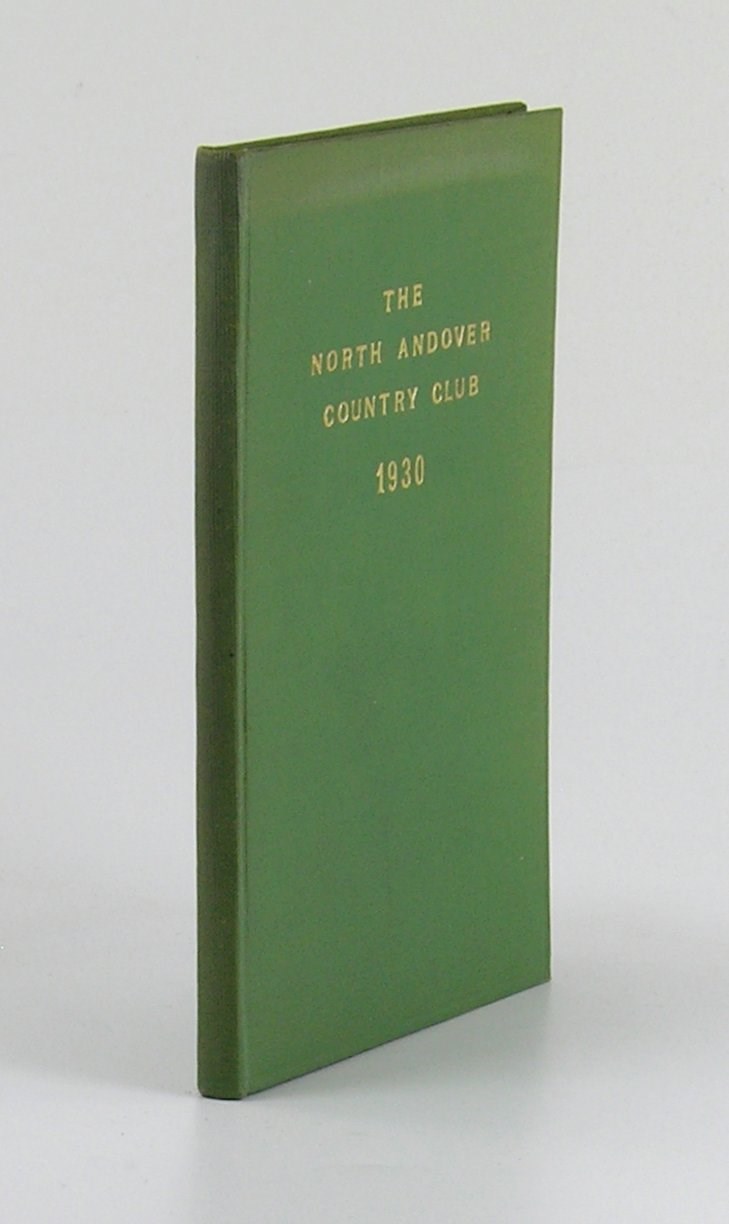 THE
NORTH ANDOVER
COUNTRY CLUB
1930